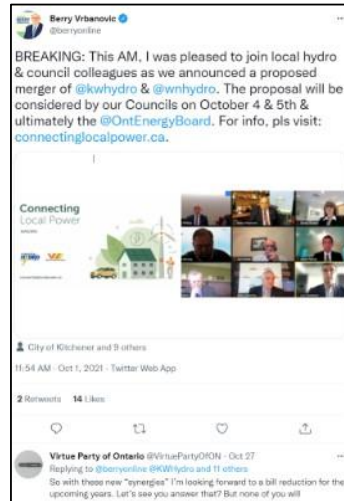 Berry Vrbanovic
@berryonline
BREAKING: This AM, I was pleased to join local hydro
& council colleagues as we announced a proposed
merger of @kwhydro & @wnhydro. The proposal will be
considered by our Councils on October 4 & 5th &
ultimately the @OntEnergyBoard. For info, pls visit:
connectinglocalpower.ca.
Connecting
Local Power
City of Kitchener and 9 others
11:54 AM · Oct 1, 2021 · Twitter Web App
2 Retweets 14 Likes
Virtue Party of Ontario @VirtuePartyOfON · Oct 27
Replying to @berryonline @KWHydro and 11 others
So with these new "synergies" I'm looking forward to a bill reduction for the
upcoming years. Let's see you answer that? But none of you will